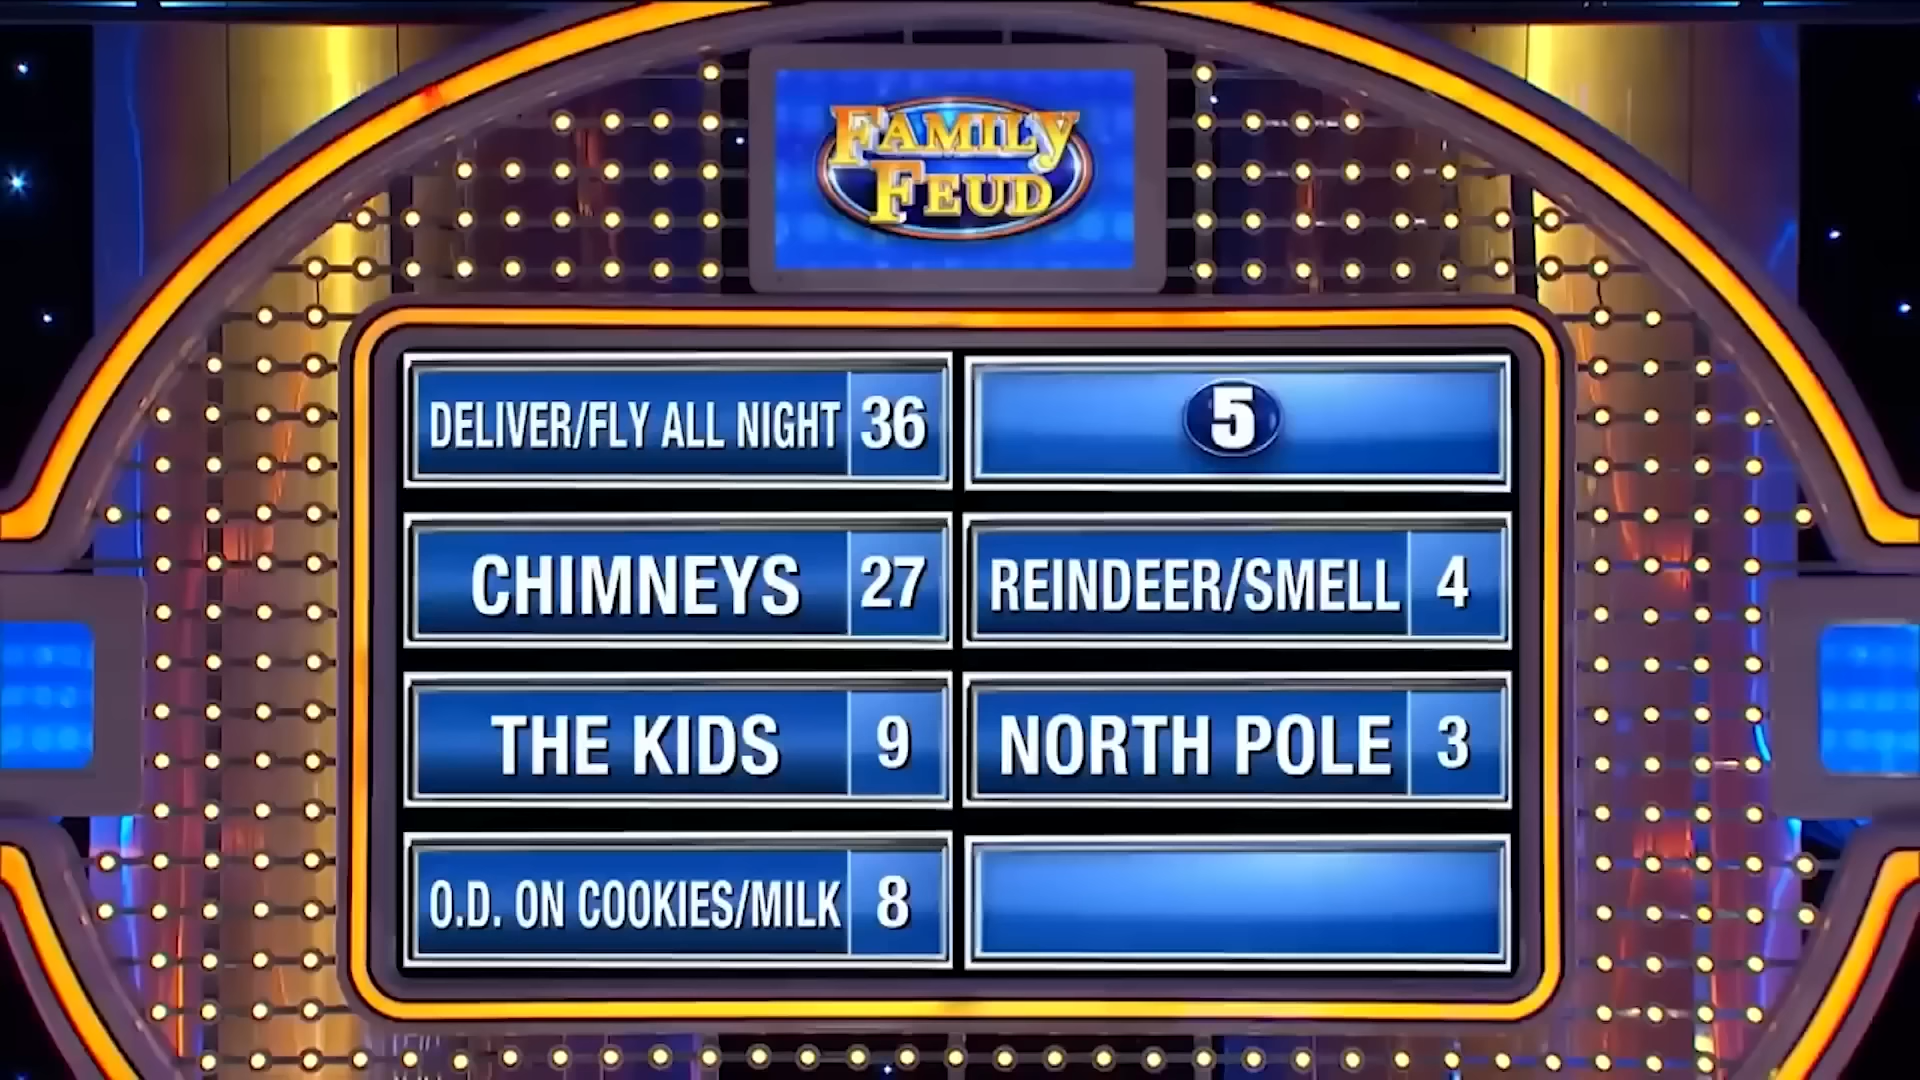 FAMILY
FEUD
DELIVER/FLY ALL NIGHT 36
CHIMNEYS 27
THE KIDS 9
O.D. ON COOKIES/MILK 8
5
REINDEER/SMELL 4
NORTH POLE 3